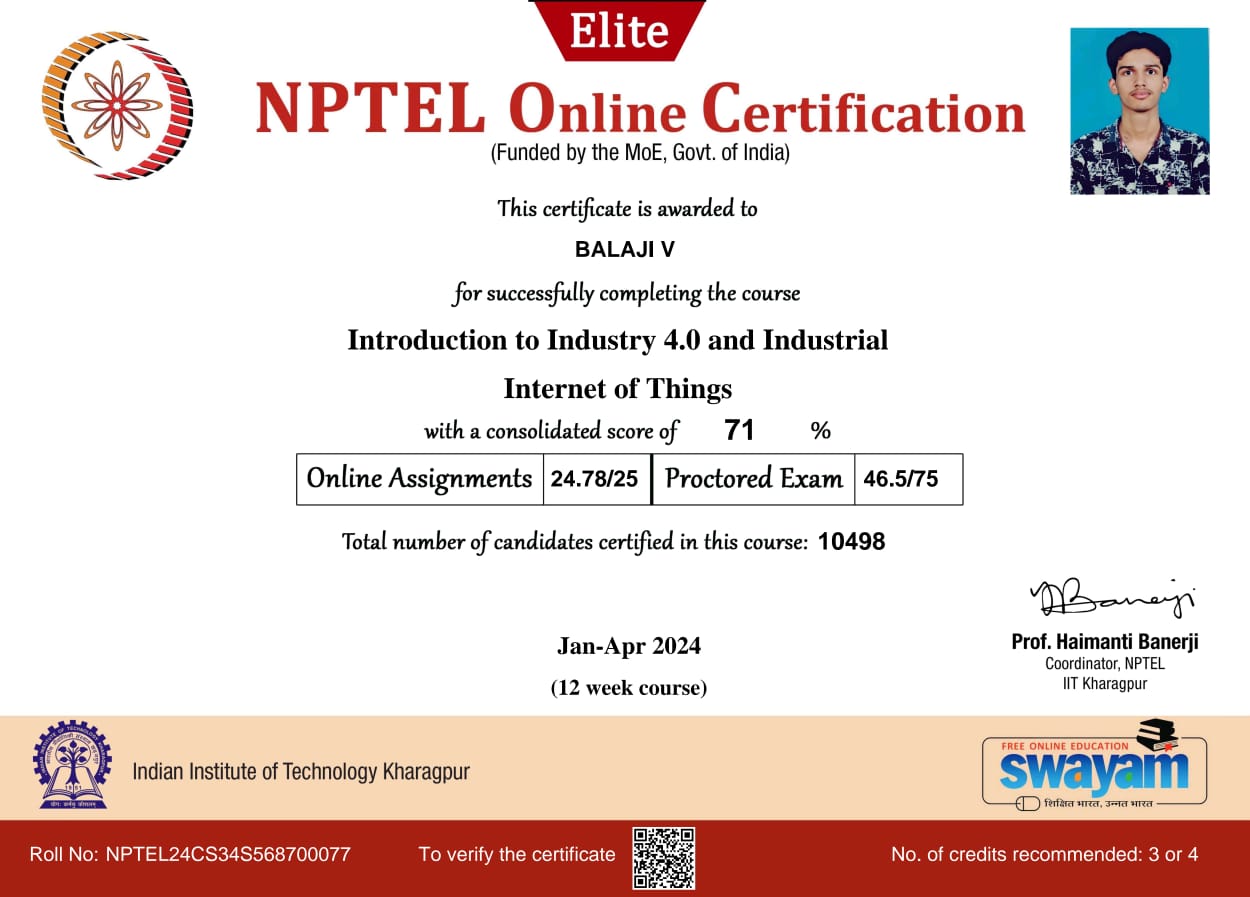 Elite
NPTEL Online Certification
(Funded by the MoE, Govt. of India)
This certificate is awarded to
BALAJI V
for successfully completing the course
Introduction to Industry 4.0 and Industrial
Internet of Things
with a consolidated score of 71 %
Online Assignments 24.78/25 Proctored Exam 46.5/75
Total number of candidates certified in this course: 10498
Jan-Apr 2024
(12 week course)
Prof. Haimanti Banerji
Coordinator, NPTEL
IIT Kharagpur
Indian Institute of Technology Kharagpur
FREE ONLINE EDUCATION
swayam
शिक्षित भारत, उन्नत भारत
Roll No: NPTEL24CS34S568700077
To verify the certificate
No. of credits recommended: 3 or 4